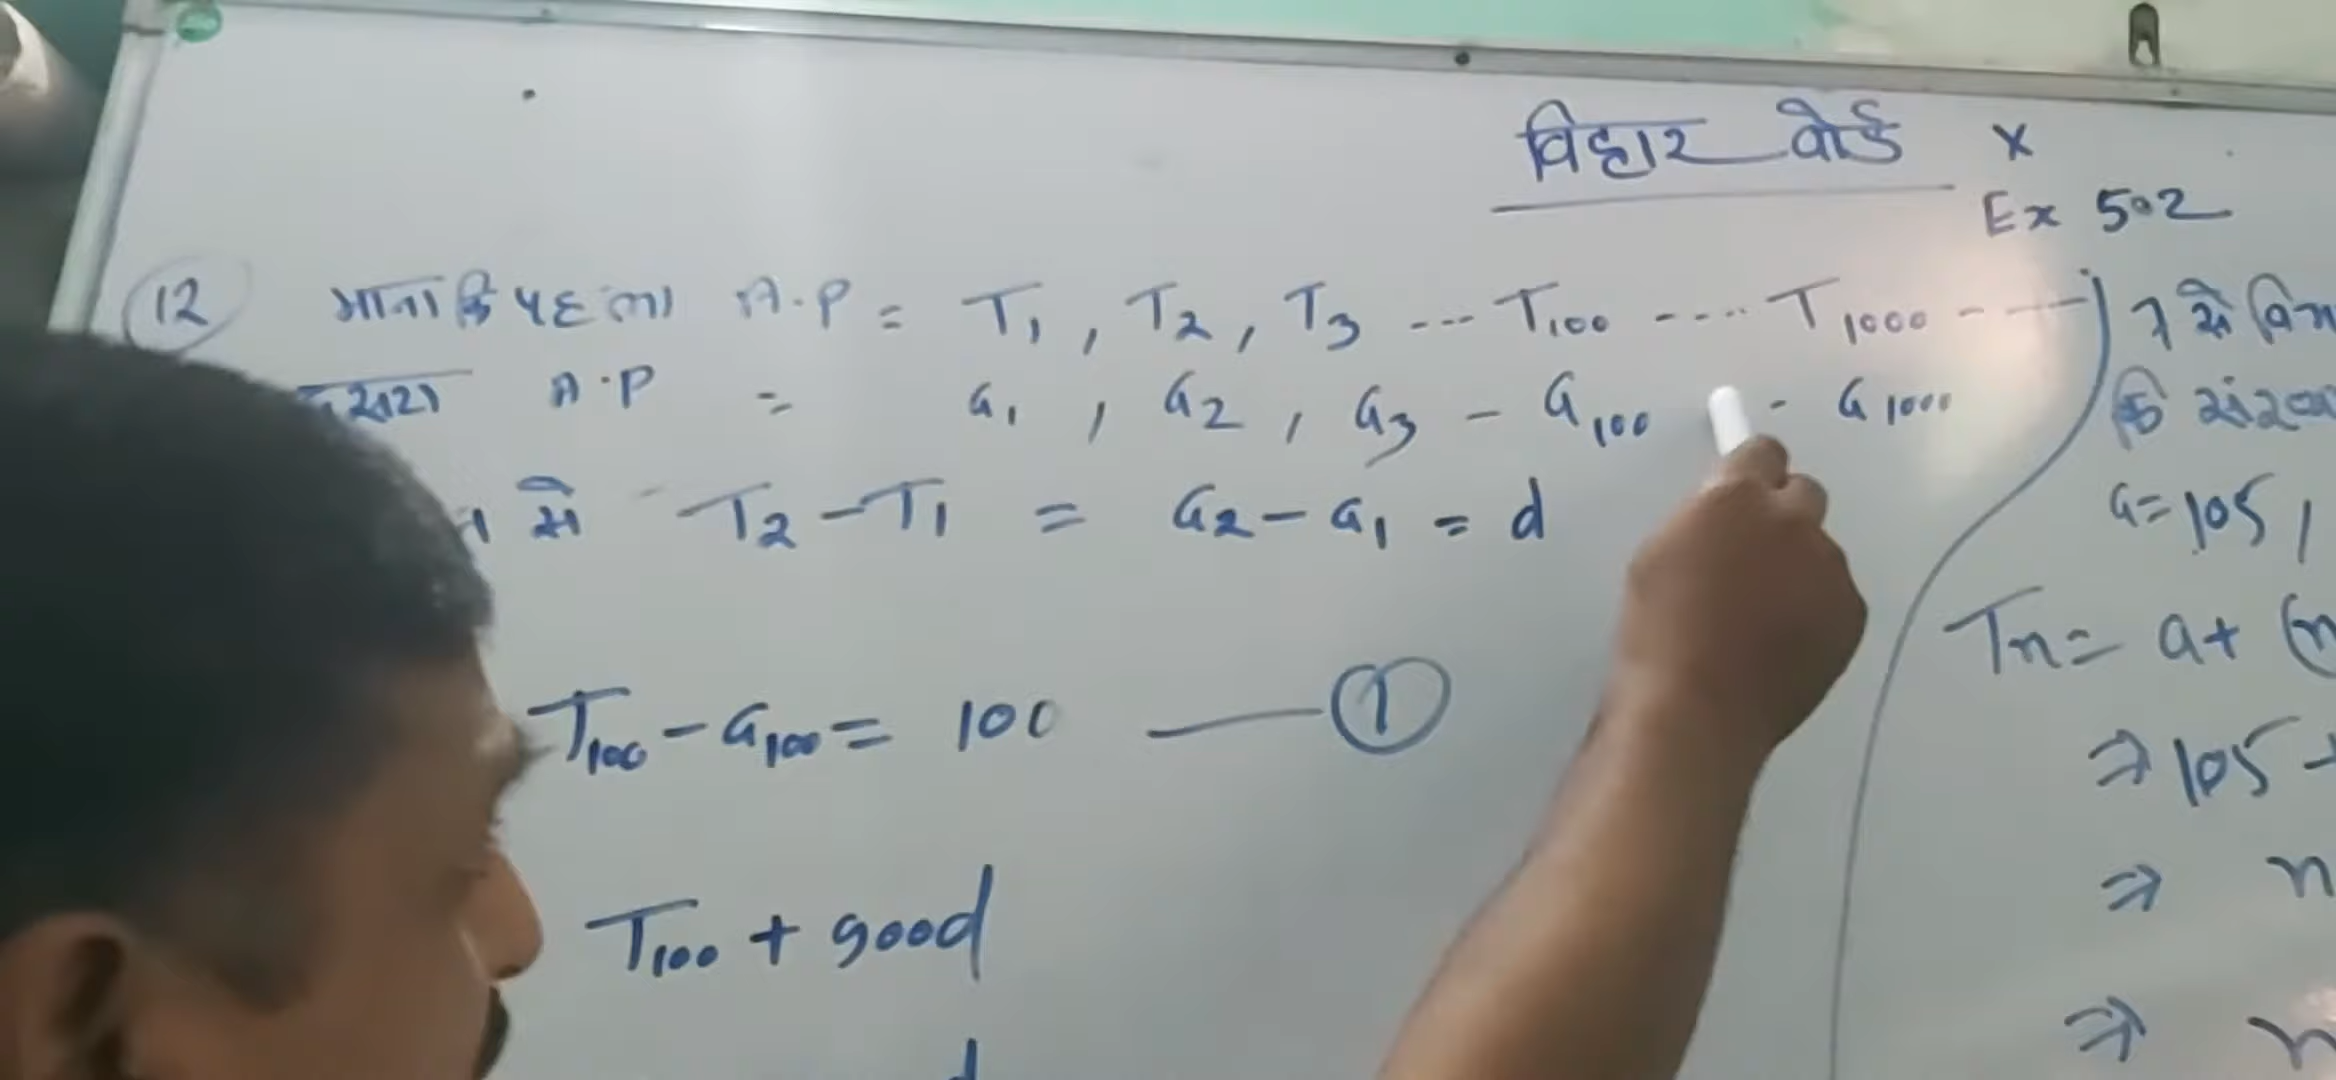 बिहार बोर्ड X
Ex 5.2
12 माना कि पहला A.P = T1, T2, T3 --- T100 ---- T1000 ----
A.P = a1, a2, a3 - a100 - a1000
से T2 - T1 = a2 - a1 = d
T100 - a100 = 100 — 1
T100 + 900d
d
7 से
कि
a = 105,
Tn = a + (n
⇒ 105 +
⇒ n
⇒ n